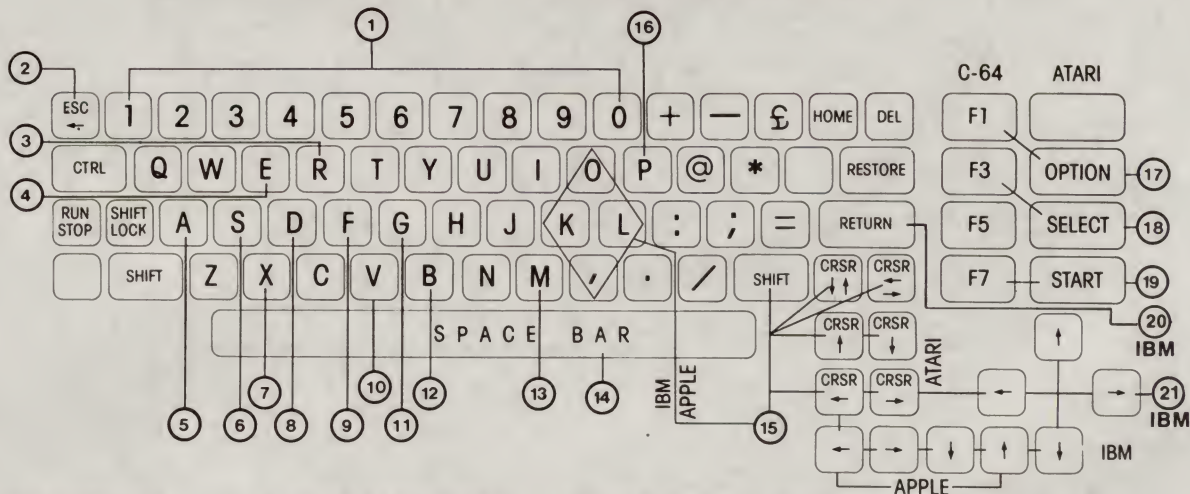 1 16
C-64 ATARI
2
ESC ← 1 2 3 4 5 6 7 8 9 0 + — £ HOME DEL F1
3
CTRL Q W E R T Y U I O P @ * RESTORE F3 OPTION 17
4
RUN STOP SHIFT LOCK A S D F G H J K L : ; = RETURN F5 SELECT 18
SHIFT Z X C V B N M , . / SHIFT CRSR ↓ ↑ CRSR ← → F7 START 19
SPACE BAR CRSR ↑ CRSR ↓ ATARI ↑ 20
IBM
IBM APPLE CRSR ← CRSR → ← → 21
IBM
5 6 7 8 9 10 11 12 13 14 15
← → ↓ ↑ ↓ IBM
APPLE